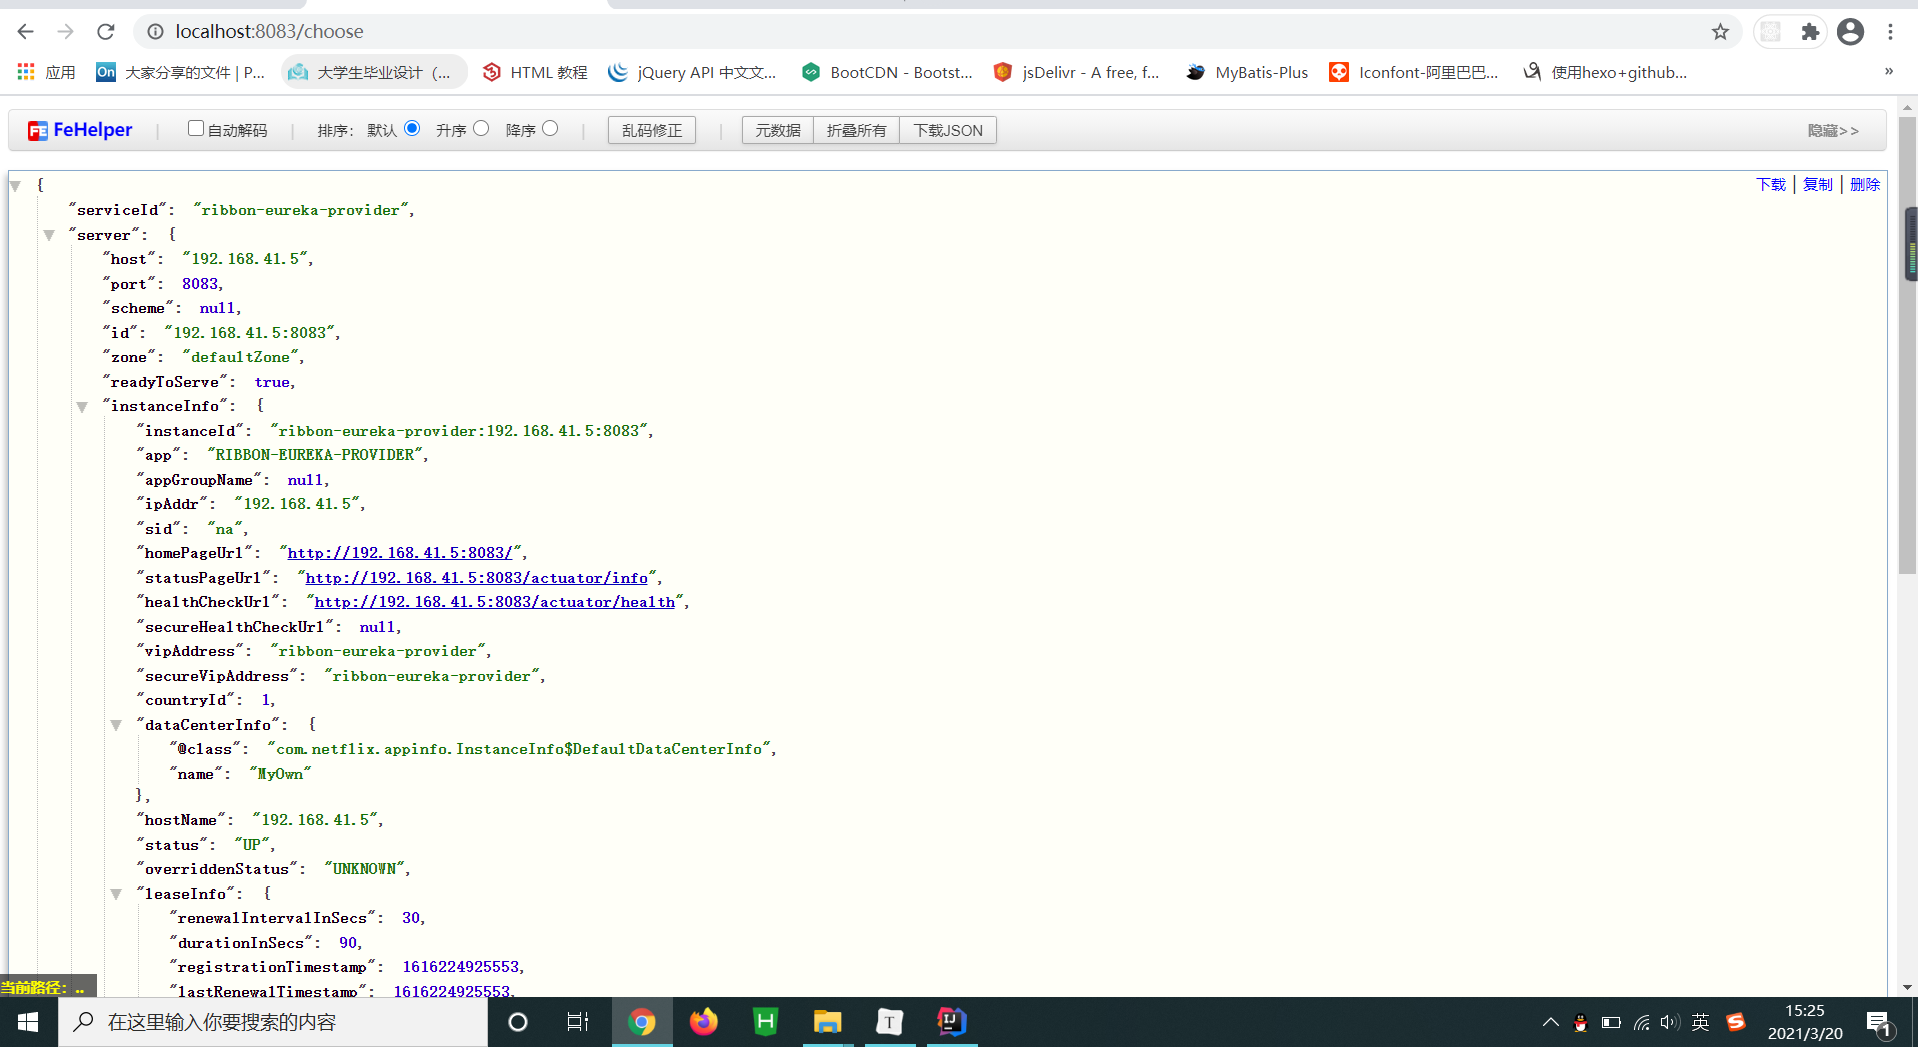 localhost:8083/choose
应用 On 大家分享的文件 | P... 大学生毕业设计 (... HTML 教程 jQuery API 中文文... BootCDN - Bootst... jsDelivr - A free, f... MyBatis-Plus Iconfont-阿里巴巴... 使用hexo+github... »
FE FeHelper | 自动解码 | 排序: 默认 升序 降序 | 乱码修正 | 元数据 折叠所有 下载JSON 隐藏>>
下载 | 复制 | 删除
{
"serviceId": "ribbon-eureka-provider",
"server": {
"host": "192.168.41.5",
"port": 8083,
"scheme": null,
"id": "192.168.41.5:8083",
"zone": "defaultZone",
"readyToServe": true,
"instanceInfo": {
"instanceId": "ribbon-eureka-provider:192.168.41.5:8083",
"app": "RIBBON-EUREKA-PROVIDER",
"appGroupName": null,
"ipAddr": "192.168.41.5",
"sid": "na",
"homePageUrl": "http://192.168.41.5:8083/",
"statusPageUrl": "http://192.168.41.5:8083/actuator/info",
"healthCheckUrl": "http://192.168.41.5:8083/actuator/health",
"secureHealthCheckUrl": null,
"vipAddress": "ribbon-eureka-provider",
"secureVipAddress": "ribbon-eureka-provider",
"countryId": 1,
"dataCenterInfo": {
"@class": "com.netflix.appinfo.InstanceInfo$DefaultDataCenterInfo",
"name": "MyOwn"
},
"hostName": "192.168.41.5",
"status": "UP",
"overriddenStatus": "UNKNOWN",
"leaseInfo": {
"renewalIntervalInSecs": 30,
"durationInSecs": 90,
"registrationTimestamp": 1616224925553,
"lastRenewalTimestamp": 1616224925553,
当前路径: ..
在这里输入你要搜索的内容
H T IJ
英 S
15:25
2021/3/20
1